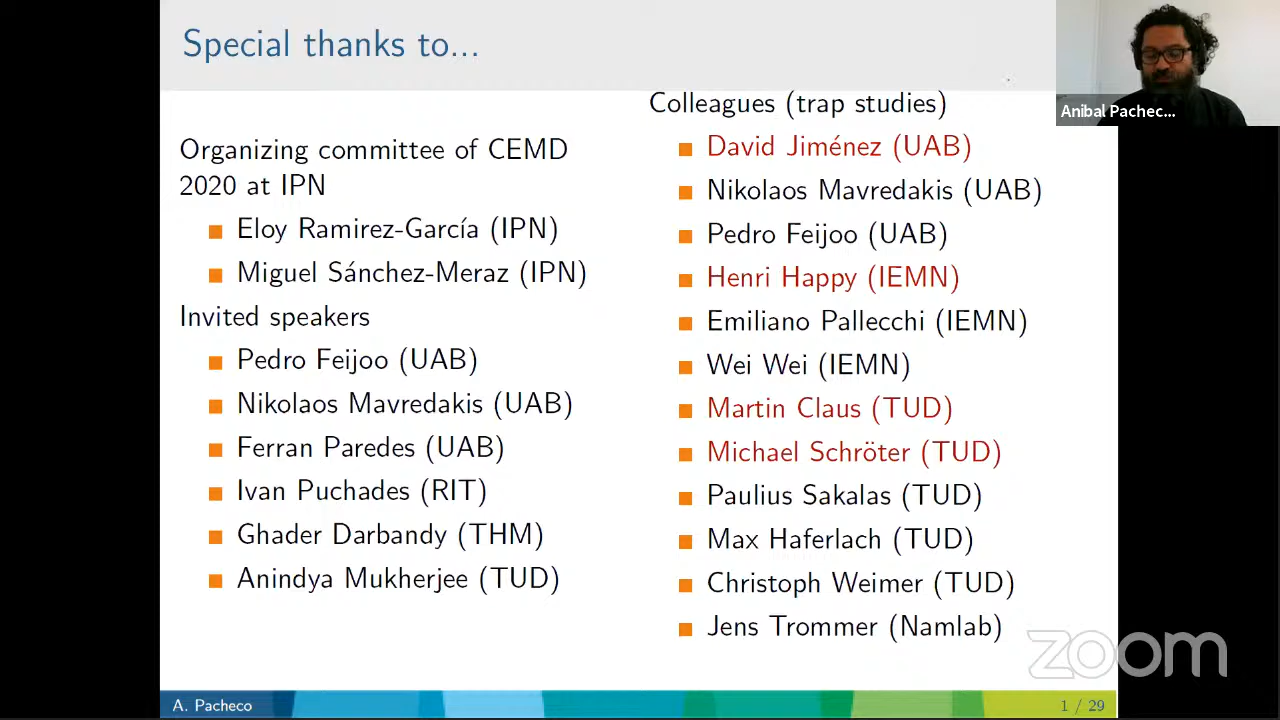 Special thanks to...
Organizing committee of CEMD
2020 at IPN
Eloy Ramirez-García (IPN)
Miguel Sánchez-Meraz (IPN)
Invited speakers
Pedro Feijoo (UAB)
Nikolaos Mavredakis (UAB)
Ferran Paredes (UAB)
Ivan Puchades (RIT)
Ghader Darbandy (THM)
Anindya Mukherjee (TUD)
Colleagues (trap studies)
David Jiménez (UAB)
Nikolaos Mavredakis (UAB)
Pedro Feijoo (UAB)
Henri Happy (IEMN)
Emiliano Pallecchi (IEMN)
Wei Wei (IEMN)
Martin Claus (TUD)
Michael Schröter (TUD)
Paulius Sakalas (TUD)
Max Haferlach (TUD)
Christoph Weimer (TUD)
Jens Trommer (Namlab)
Anibal Pachec...
zoom
A. Pacheco
1 / 29